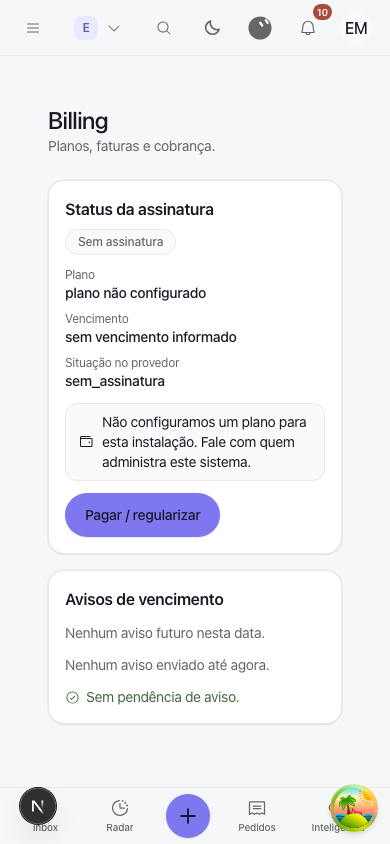 E
10
EM
Billing
Planos, faturas e cobrança.
Status da assinatura
Sem assinatura
Plano
plano não configurado
Vencimento
sem vencimento informado
Situação no provedor
sem_assinatura
Não configuramos um plano para
esta instalação. Fale com quem
administra este sistema.
Pagar / regularizar
Avisos de vencimento
Nenhum aviso futuro nesta data.
Nenhum aviso enviado até agora.
Sem pendência de aviso.
N
Inbox
Radar
Pedidos